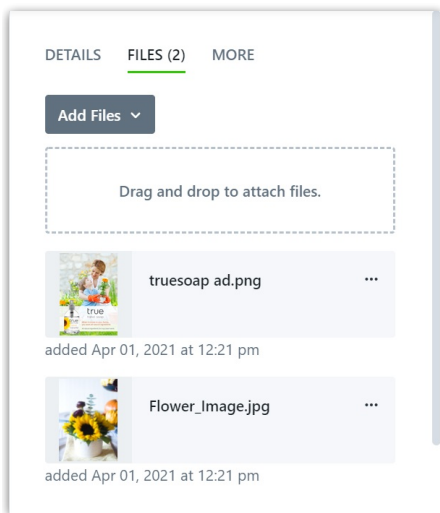 DETAILS FILES (2) MORE
Add Files
Drag and drop to attach files.
truesoap ad.png
true
added Apr 01, 2021 at 12:21 pm
Flower_Image.jpg
added Apr 01, 2021 at 12:21 pm